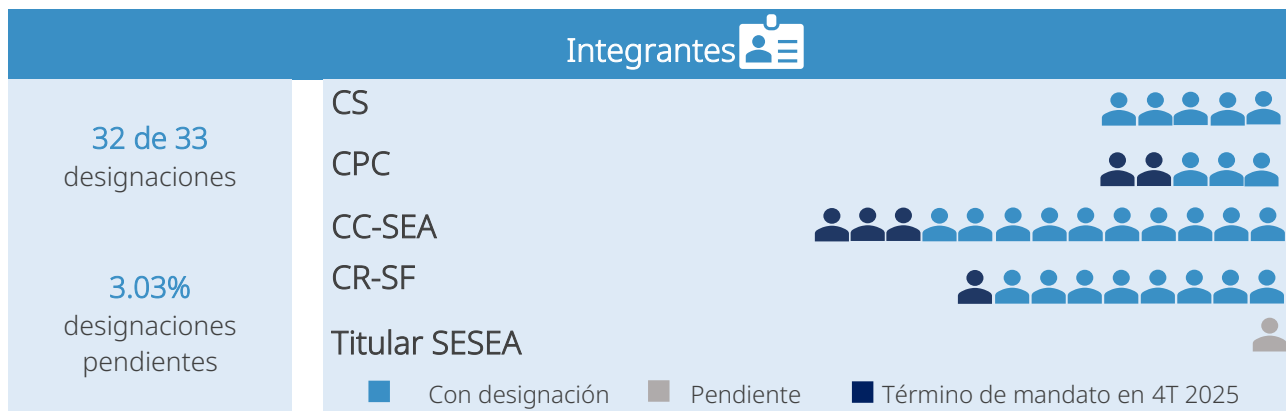 Integrantes
32 de 33
designaciones
3.03%
designaciones
pendientes
CS
CPC
CC-SEA
CR-SF
Titular SESEA
Con designación
Pendiente
Término de mandato en 4T 2025